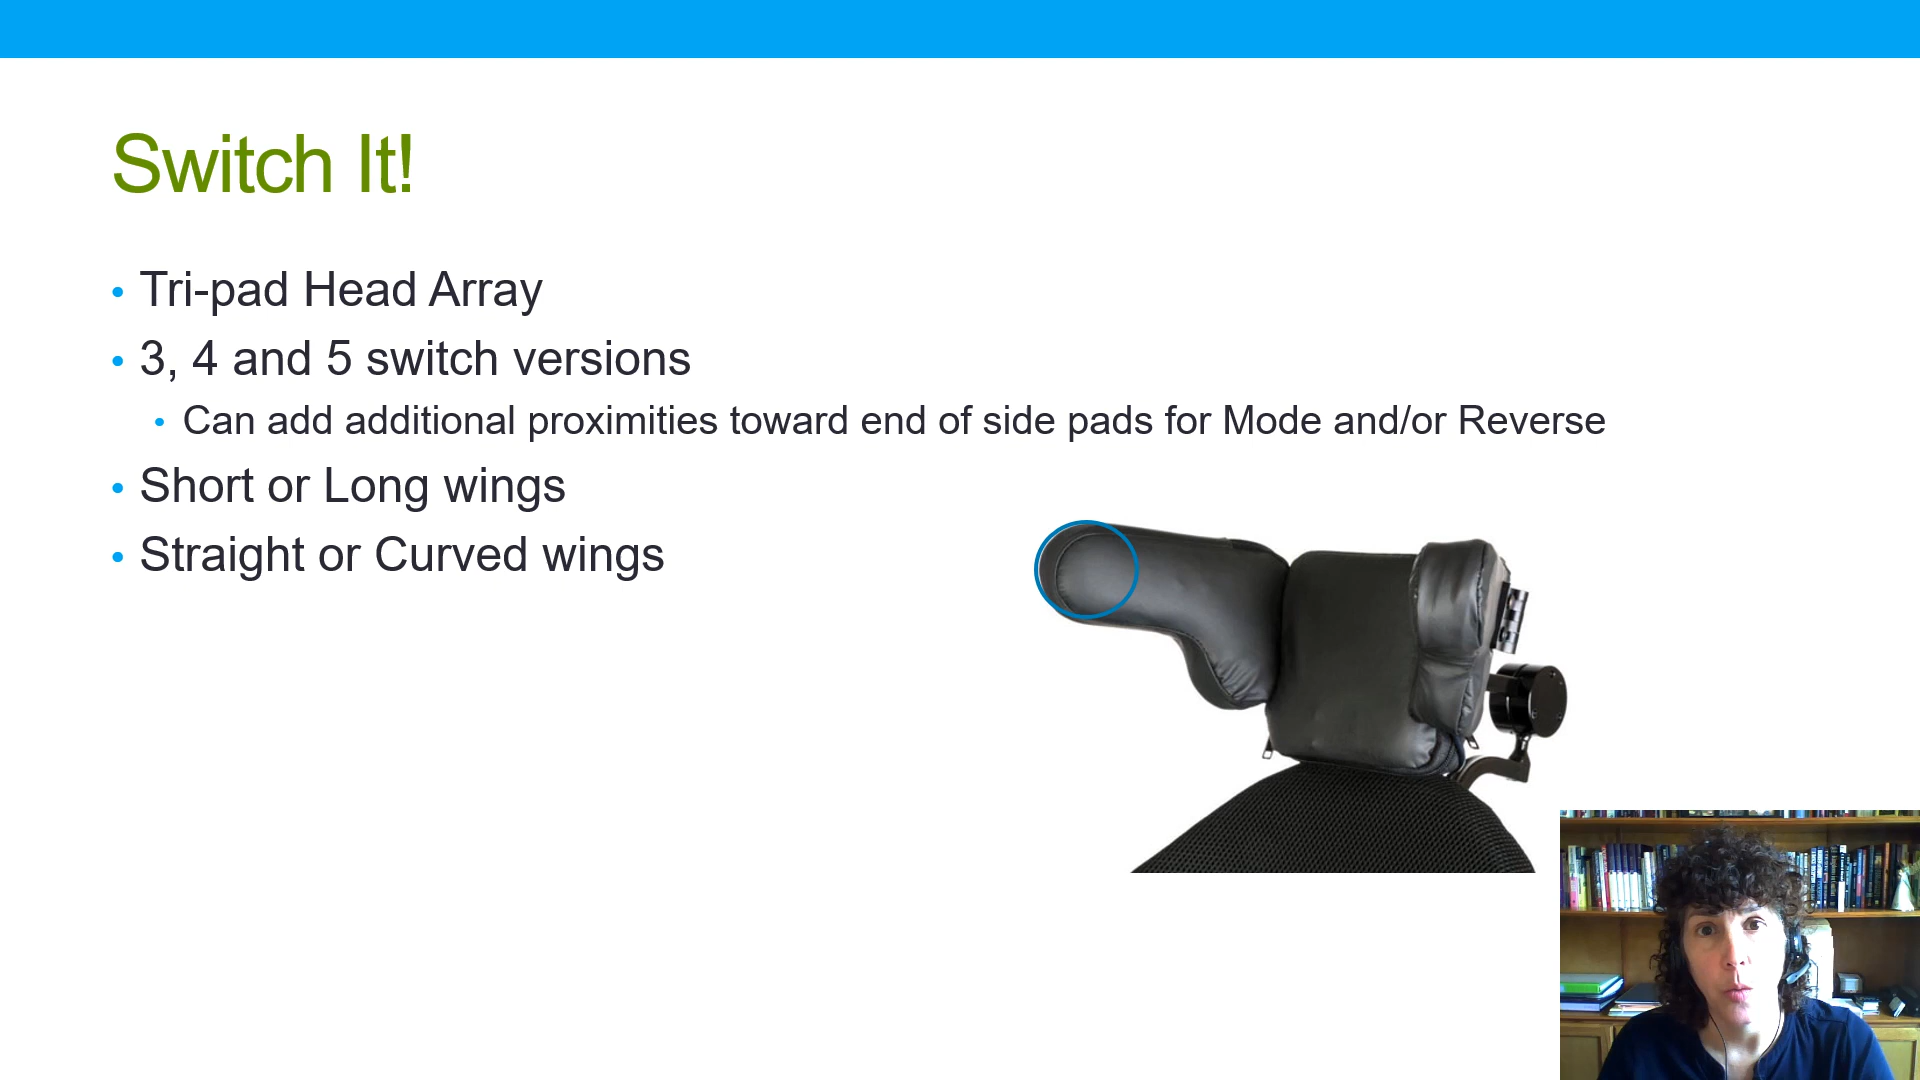 Switch It!
• Tri-pad Head Array
• 3, 4 and 5 switch versions
• Can add additional proximities toward end of side pads for Mode and/or Reverse
• Short or Long wings
• Straight or Curved wings